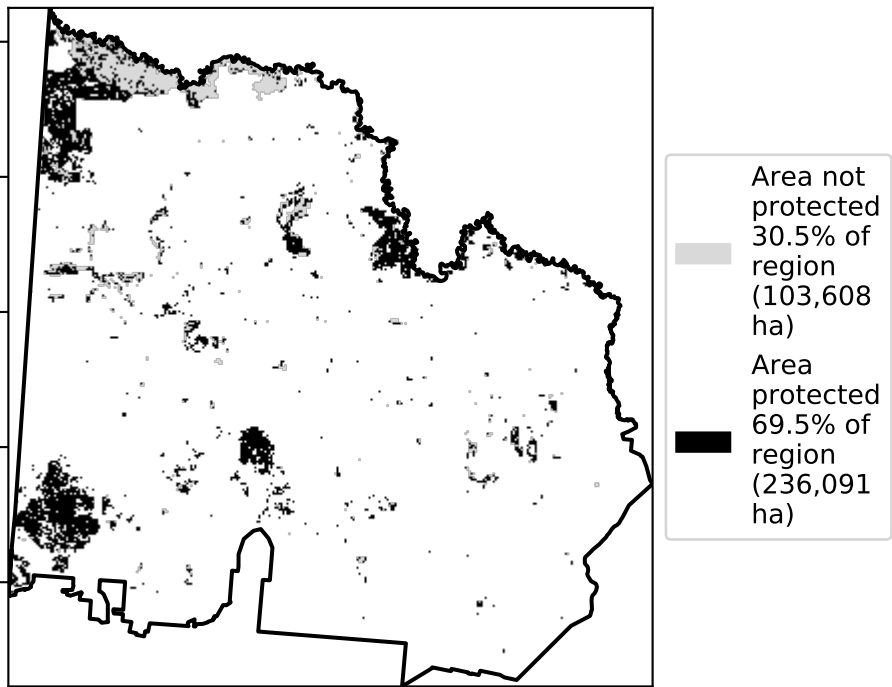 Area not
protected
30.5% of
region
(103,608
ha)
Area
protected
69.5% of
region
(236,091
ha)